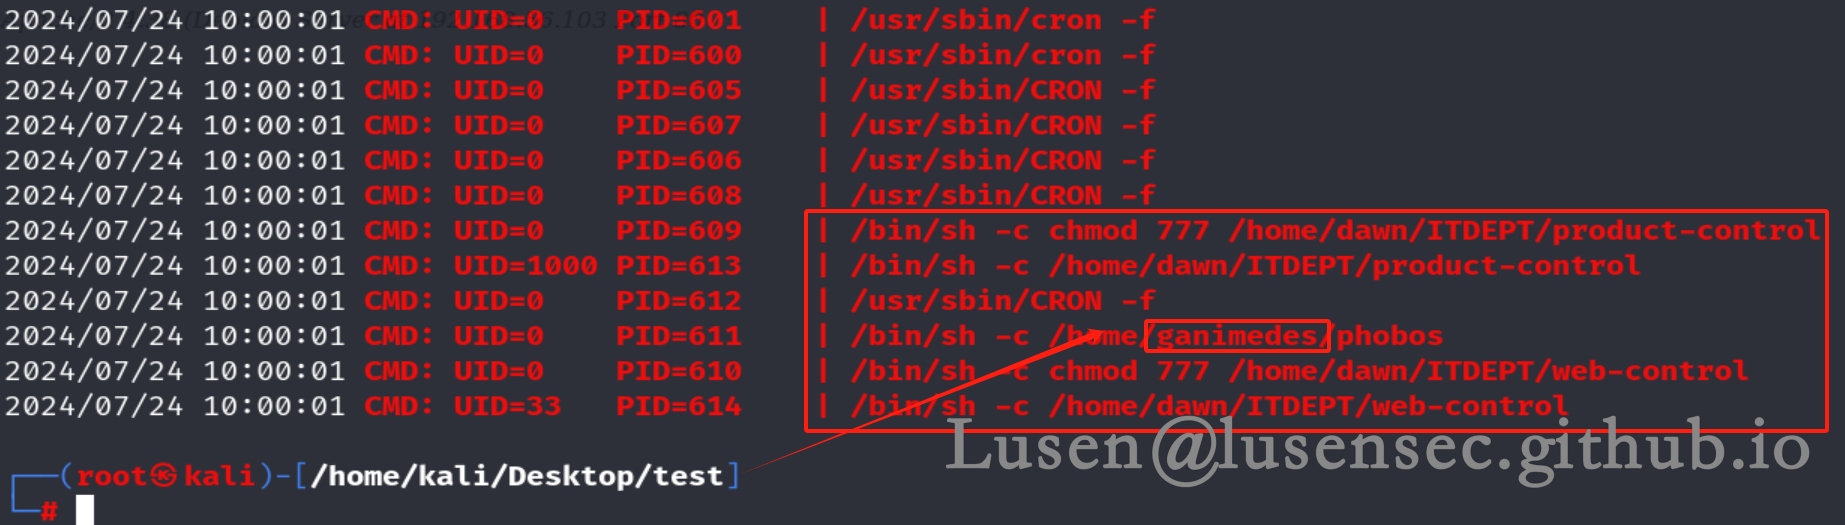 2024/07/24 10:00:01 CMD: UID=0     PID=601    | /usr/sbin/cron -f
2024/07/24 10:00:01 CMD: UID=0     PID=600    | /usr/sbin/cron -f
2024/07/24 10:00:01 CMD: UID=0     PID=605    | /usr/sbin/CRON -f
2024/07/24 10:00:01 CMD: UID=0     PID=607    | /usr/sbin/CRON -f
2024/07/24 10:00:01 CMD: UID=0     PID=606    | /usr/sbin/CRON -f
2024/07/24 10:00:01 CMD: UID=0     PID=608    | /usr/sbin/CRON -f
2024/07/24 10:00:01 CMD: UID=0     PID=609    | /bin/sh -c chmod 777 /home/dawn/ITDEPT/product-control
2024/07/24 10:00:01 CMD: UID=1000  PID=613    | /bin/sh -c /home/dawn/ITDEPT/product-control
2024/07/24 10:00:01 CMD: UID=0     PID=612    | /usr/sbin/CRON -f
2024/07/24 10:00:01 CMD: UID=0     PID=611    | /bin/sh -c /home/ganimedes/phobos
2024/07/24 10:00:01 CMD: UID=0     PID=610    | /bin/sh -c chmod 777 /home/dawn/ITDEPT/web-control
2024/07/24 10:00:01 CMD: UID=33    PID=614    | /bin/sh -c /home/dawn/ITDEPT/web-control
Lusen@lusensec.github.io
┌──(root㉿kali)-[/home/kali/Desktop/test]
└─#